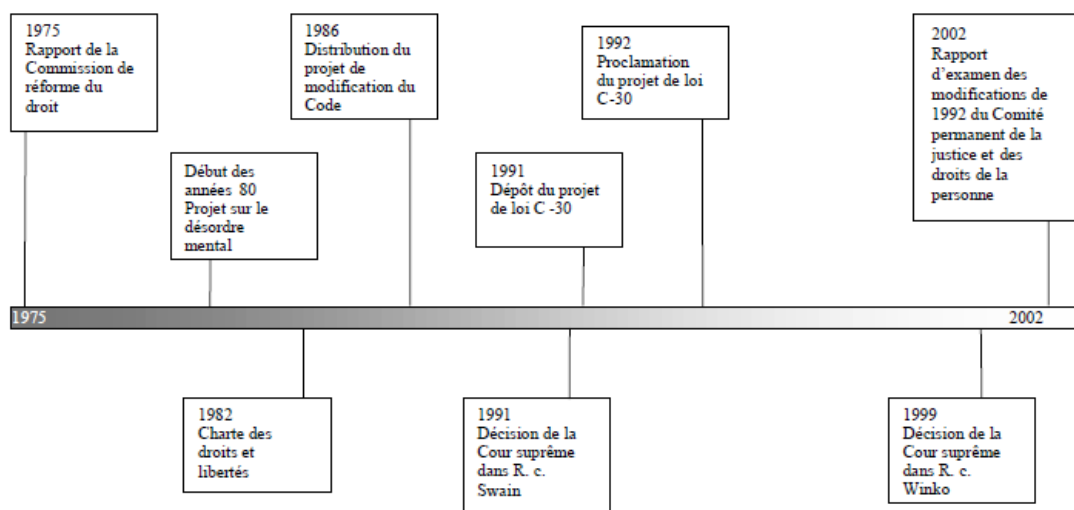 1975
Rapport de la
Commission de
réforme du
droit
1986
Distribution du
projet de
modification du
Code
1992
Proclamation
du projet de loi
C-30
2002
Rapport
d'examen des
modifications de
1992 du Comité
permanent de la
justice et des
droits de la
personne
Début des
années 80
Projet sur le
désordre
mental
1991
Dépôt du projet
de loi C -30
1975
2002
1982
Charte des
droits et
libertés
1991
Décision de la
Cour suprême
dans R. c.
Swain
1999
Décision de la
Cour suprême
dans R. c.
Winko